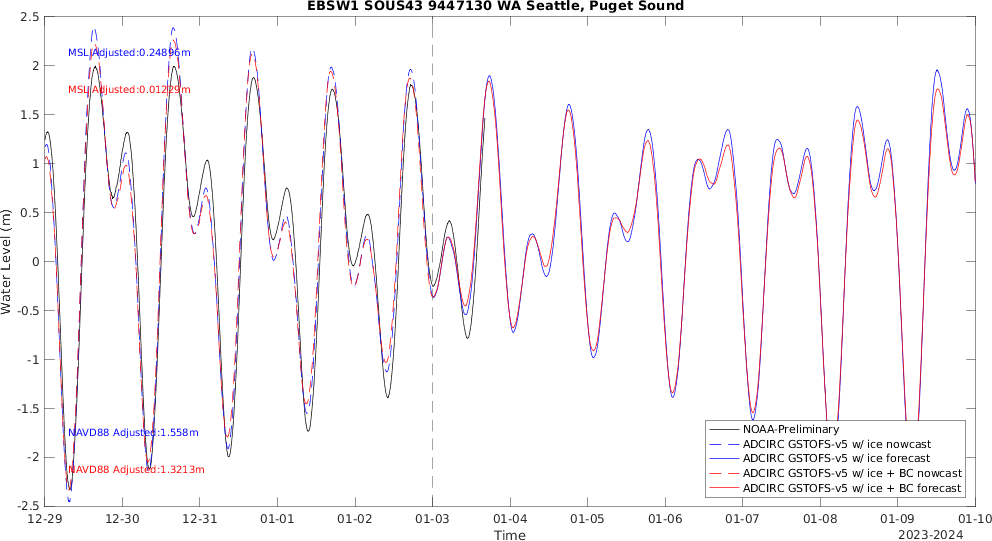 EBSW1 SOUS43 9447130 WA Seattle, Puget Sound
Water Level (m)
2.5
2
1.5
1
0.5
0
-0.5
-1
-1.5
-2
-2.5
MSL Adjusted:0.24896m
MSL Adjusted:0.01229m
NAVD88 Adjusted:1.558m
NAVD88 Adjusted:1.3213m
NOAA-Preliminary
ADCIRC GSTOFS-v5 w/ ice nowcast
ADCIRC GSTOFS-v5 w/ ice forecast
ADCIRC GSTOFS-v5 w/ ice + BC nowcast
ADCIRC GSTOFS-v5 w/ ice + BC forecast
12-29 12-30 12-31 01-01 01-02 01-03 01-04 01-05 01-06 01-07 01-08 01-09 01-10
Time
2023-2024